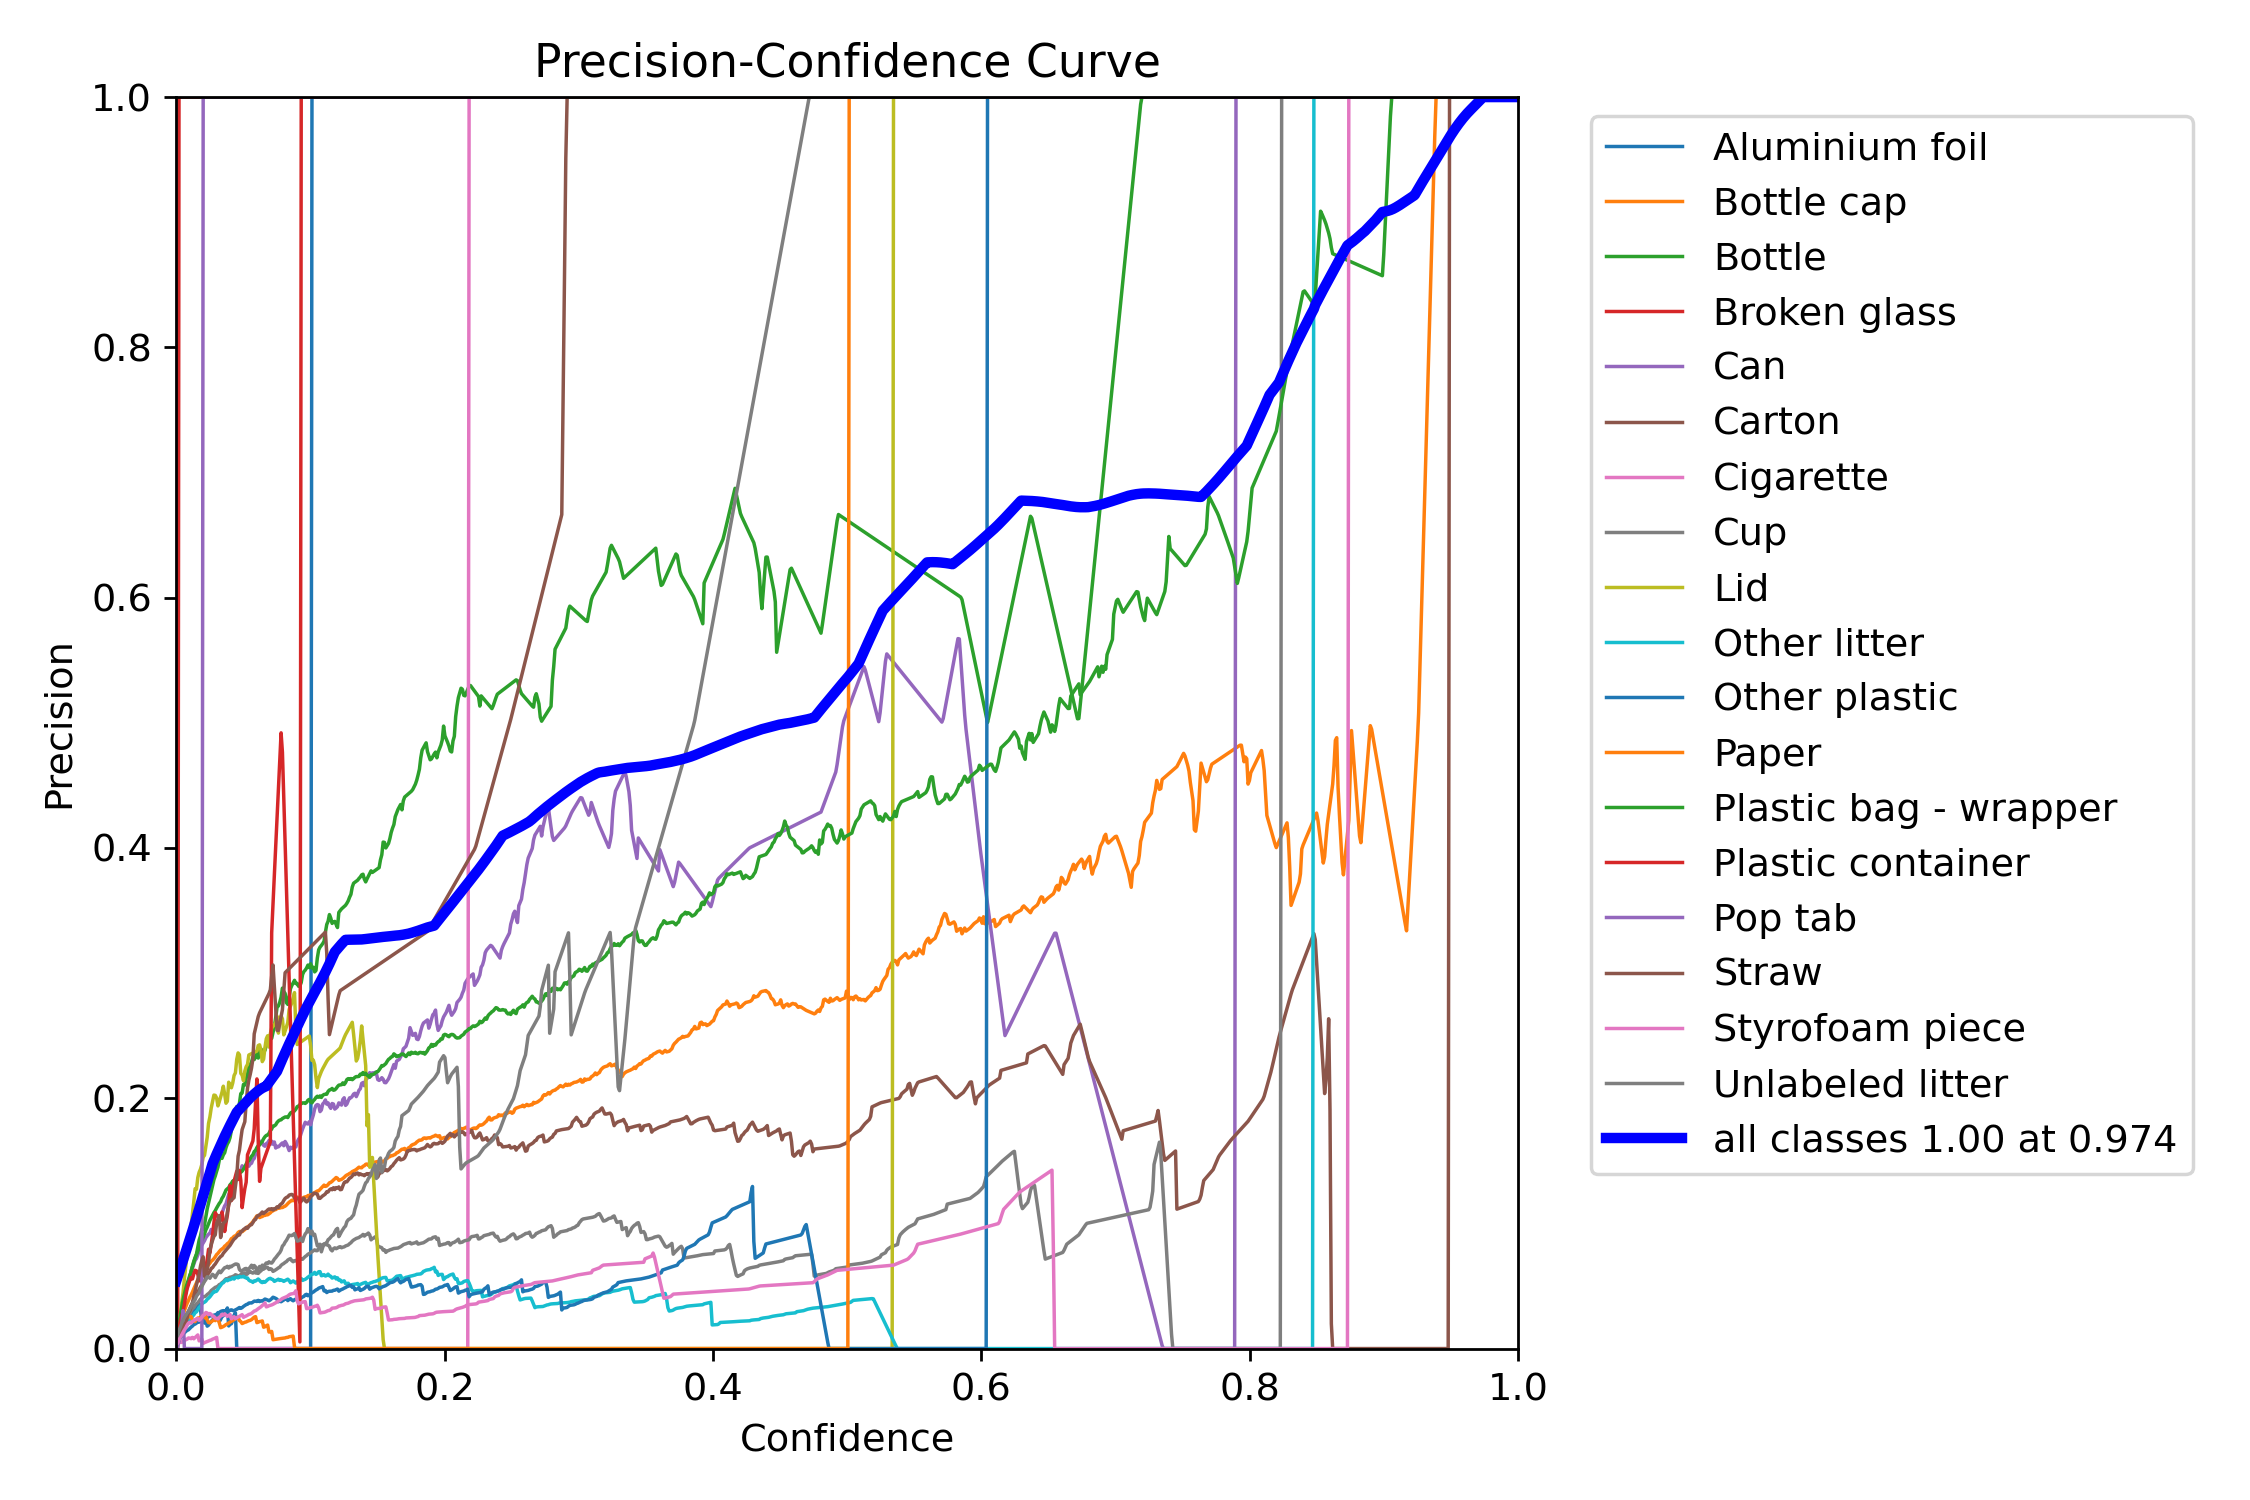 Precision-Confidence Curve
1.0
0.8
0.6
0.4
0.2
0.0
Precision
0.0 0.2 0.4 0.6 0.8 1.0
Confidence
Aluminium foil
Bottle cap
Bottle
Broken glass
Can
Carton
Cigarette
Cup
Lid
Other litter
Other plastic
Paper
Plastic bag - wrapper
Plastic container
Pop tab
Straw
Styrofoam piece
Unlabeled litter
all classes 1.00 at 0.974